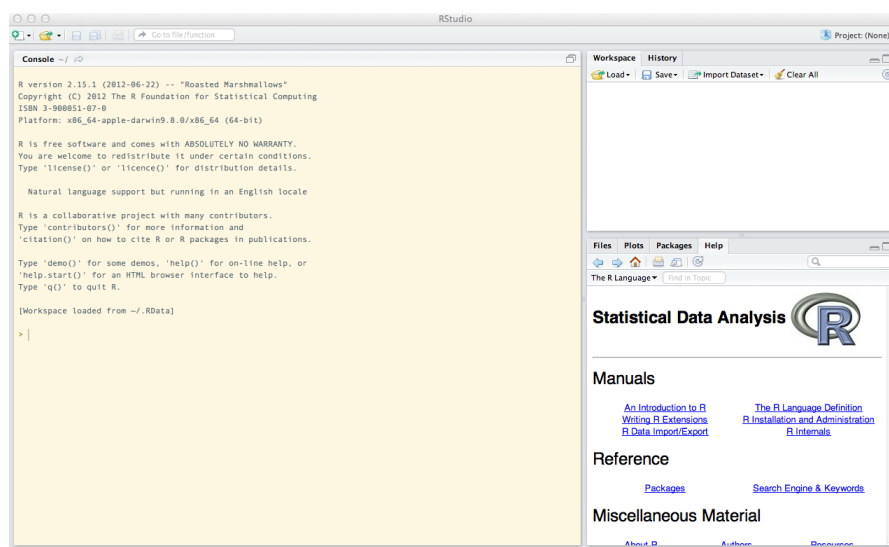 RStudio
Go to file/function
Project: (None)
Console ~/
R version 2.15.1 (2012-06-22) -- "Roasted Marshmallows"
Copyright (C) 2012 The R Foundation for Statistical Computing
ISBN 3-900051-07-0
Platform: x86_64-apple-darwin9.8.0/x86_64 (64-bit)
R is free software and comes with ABSOLUTELY NO WARRANTY.
You are welcome to redistribute it under certain conditions.
Type 'license()' or 'licence()' for distribution details.
Natural language support but running in an English locale
R is a collaborative project with many contributors.
Type 'contributors()' for more information and
'citation()' on how to cite R or R packages in publications.
Type 'demo()' for some demos, 'help()' for on-line help, or
'help.start()' for an HTML browser interface to help.
Type 'q()' to quit R.
[Workspace loaded from ~/.RData]
>
Workspace History
Load Save Import Dataset Clear All
Files Plots Packages Help
The R Language Find in Topic
Statistical Data Analysis R
Manuals
An Introduction to R The R Language Definition
Writing R Extensions R Installation and Administration
R Data Import/Export R Internals
Reference
Packages Search Engine & Keywords
Miscellaneous Material
About R Authors Resources